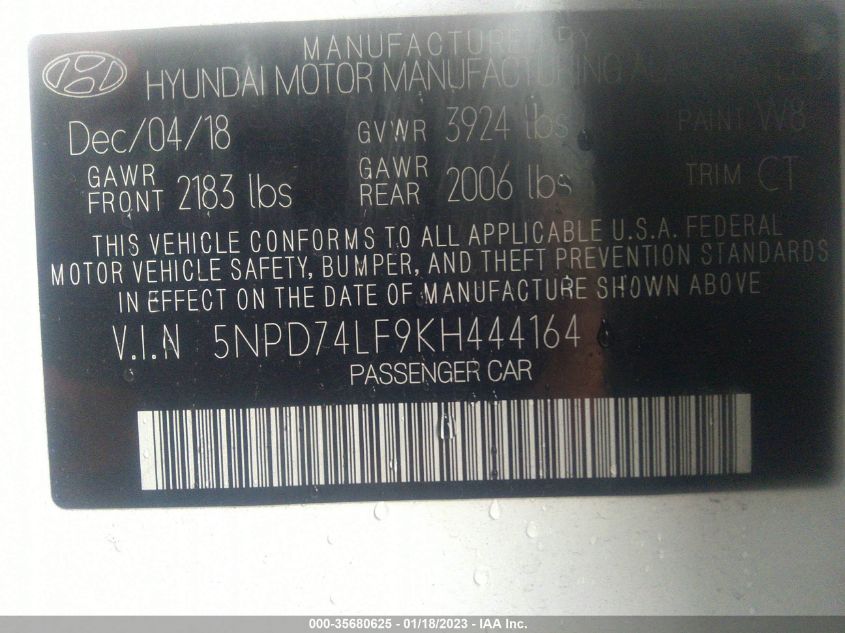 MANUFACTURED BY
HYUNDAI MOTOR MANUFACTURING
Dec/04/18 GVWR 3924 lbs PAINT W8
GAWR FRONT 2183 lbs GAWR REAR 2006 lbs TRIM CT
THIS VEHICLE CONFORMS TO ALL APPLICABLE U.S.A. FEDERAL
MOTOR VEHICLE SAFETY, BUMPER, AND THEFT PREVENTION STANDARDS
IN EFFECT ON THE DATE OF MANUFACTURE SHOWN ABOVE
V.I.N 5NPD74LF9KH444164
PASSENGER CAR
000-35680625 - 01/18/2023 - IAA Inc.